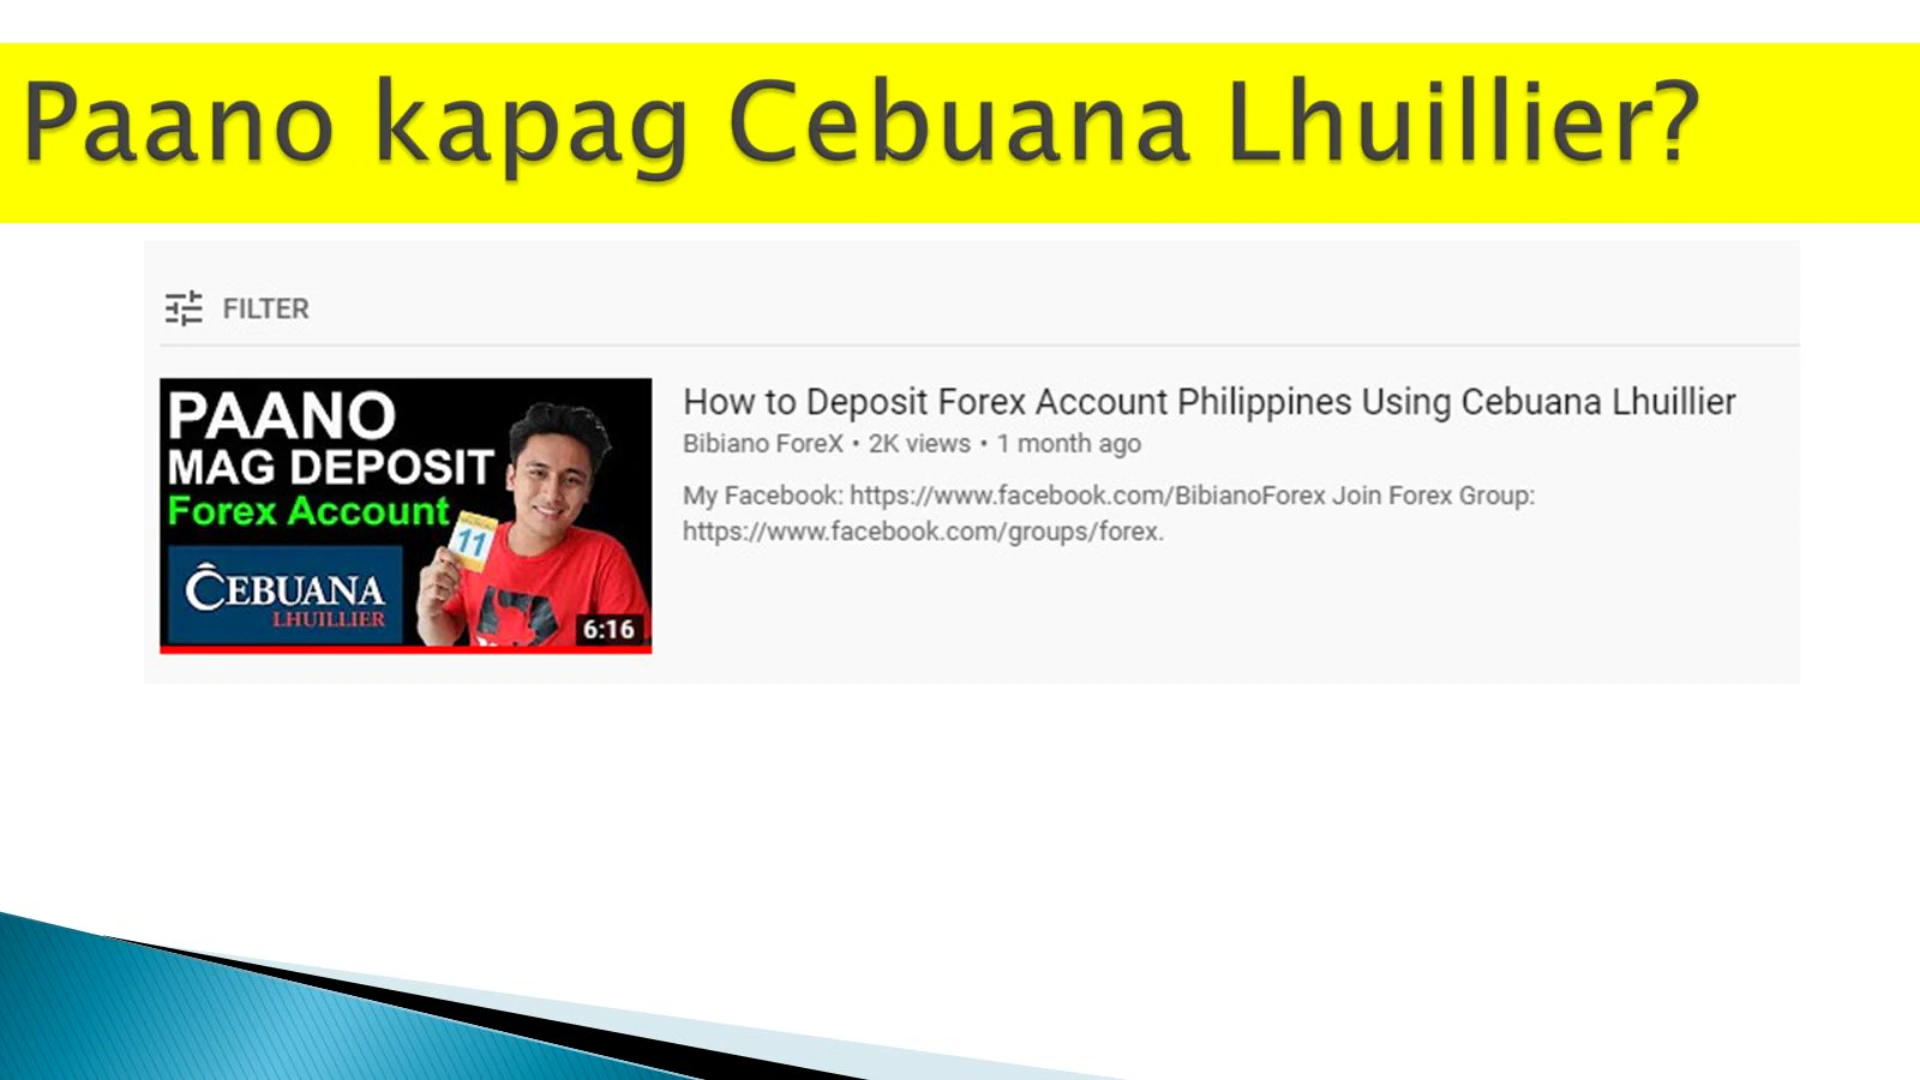 Paano kapag Cebuana Lhuillier?
FILTER
PAANO
MAG DEPOSIT
Forex Account
11
CEBUANA
LHUILLIER
6:16
How to Deposit Forex Account Philippines Using Cebuana Lhuillier
Bibiano ForeX • 2K views • 1 month ago
My Facebook: https://www.facebook.com/BibianoForex Join Forex Group:
https://www.facebook.com/groups/forex.